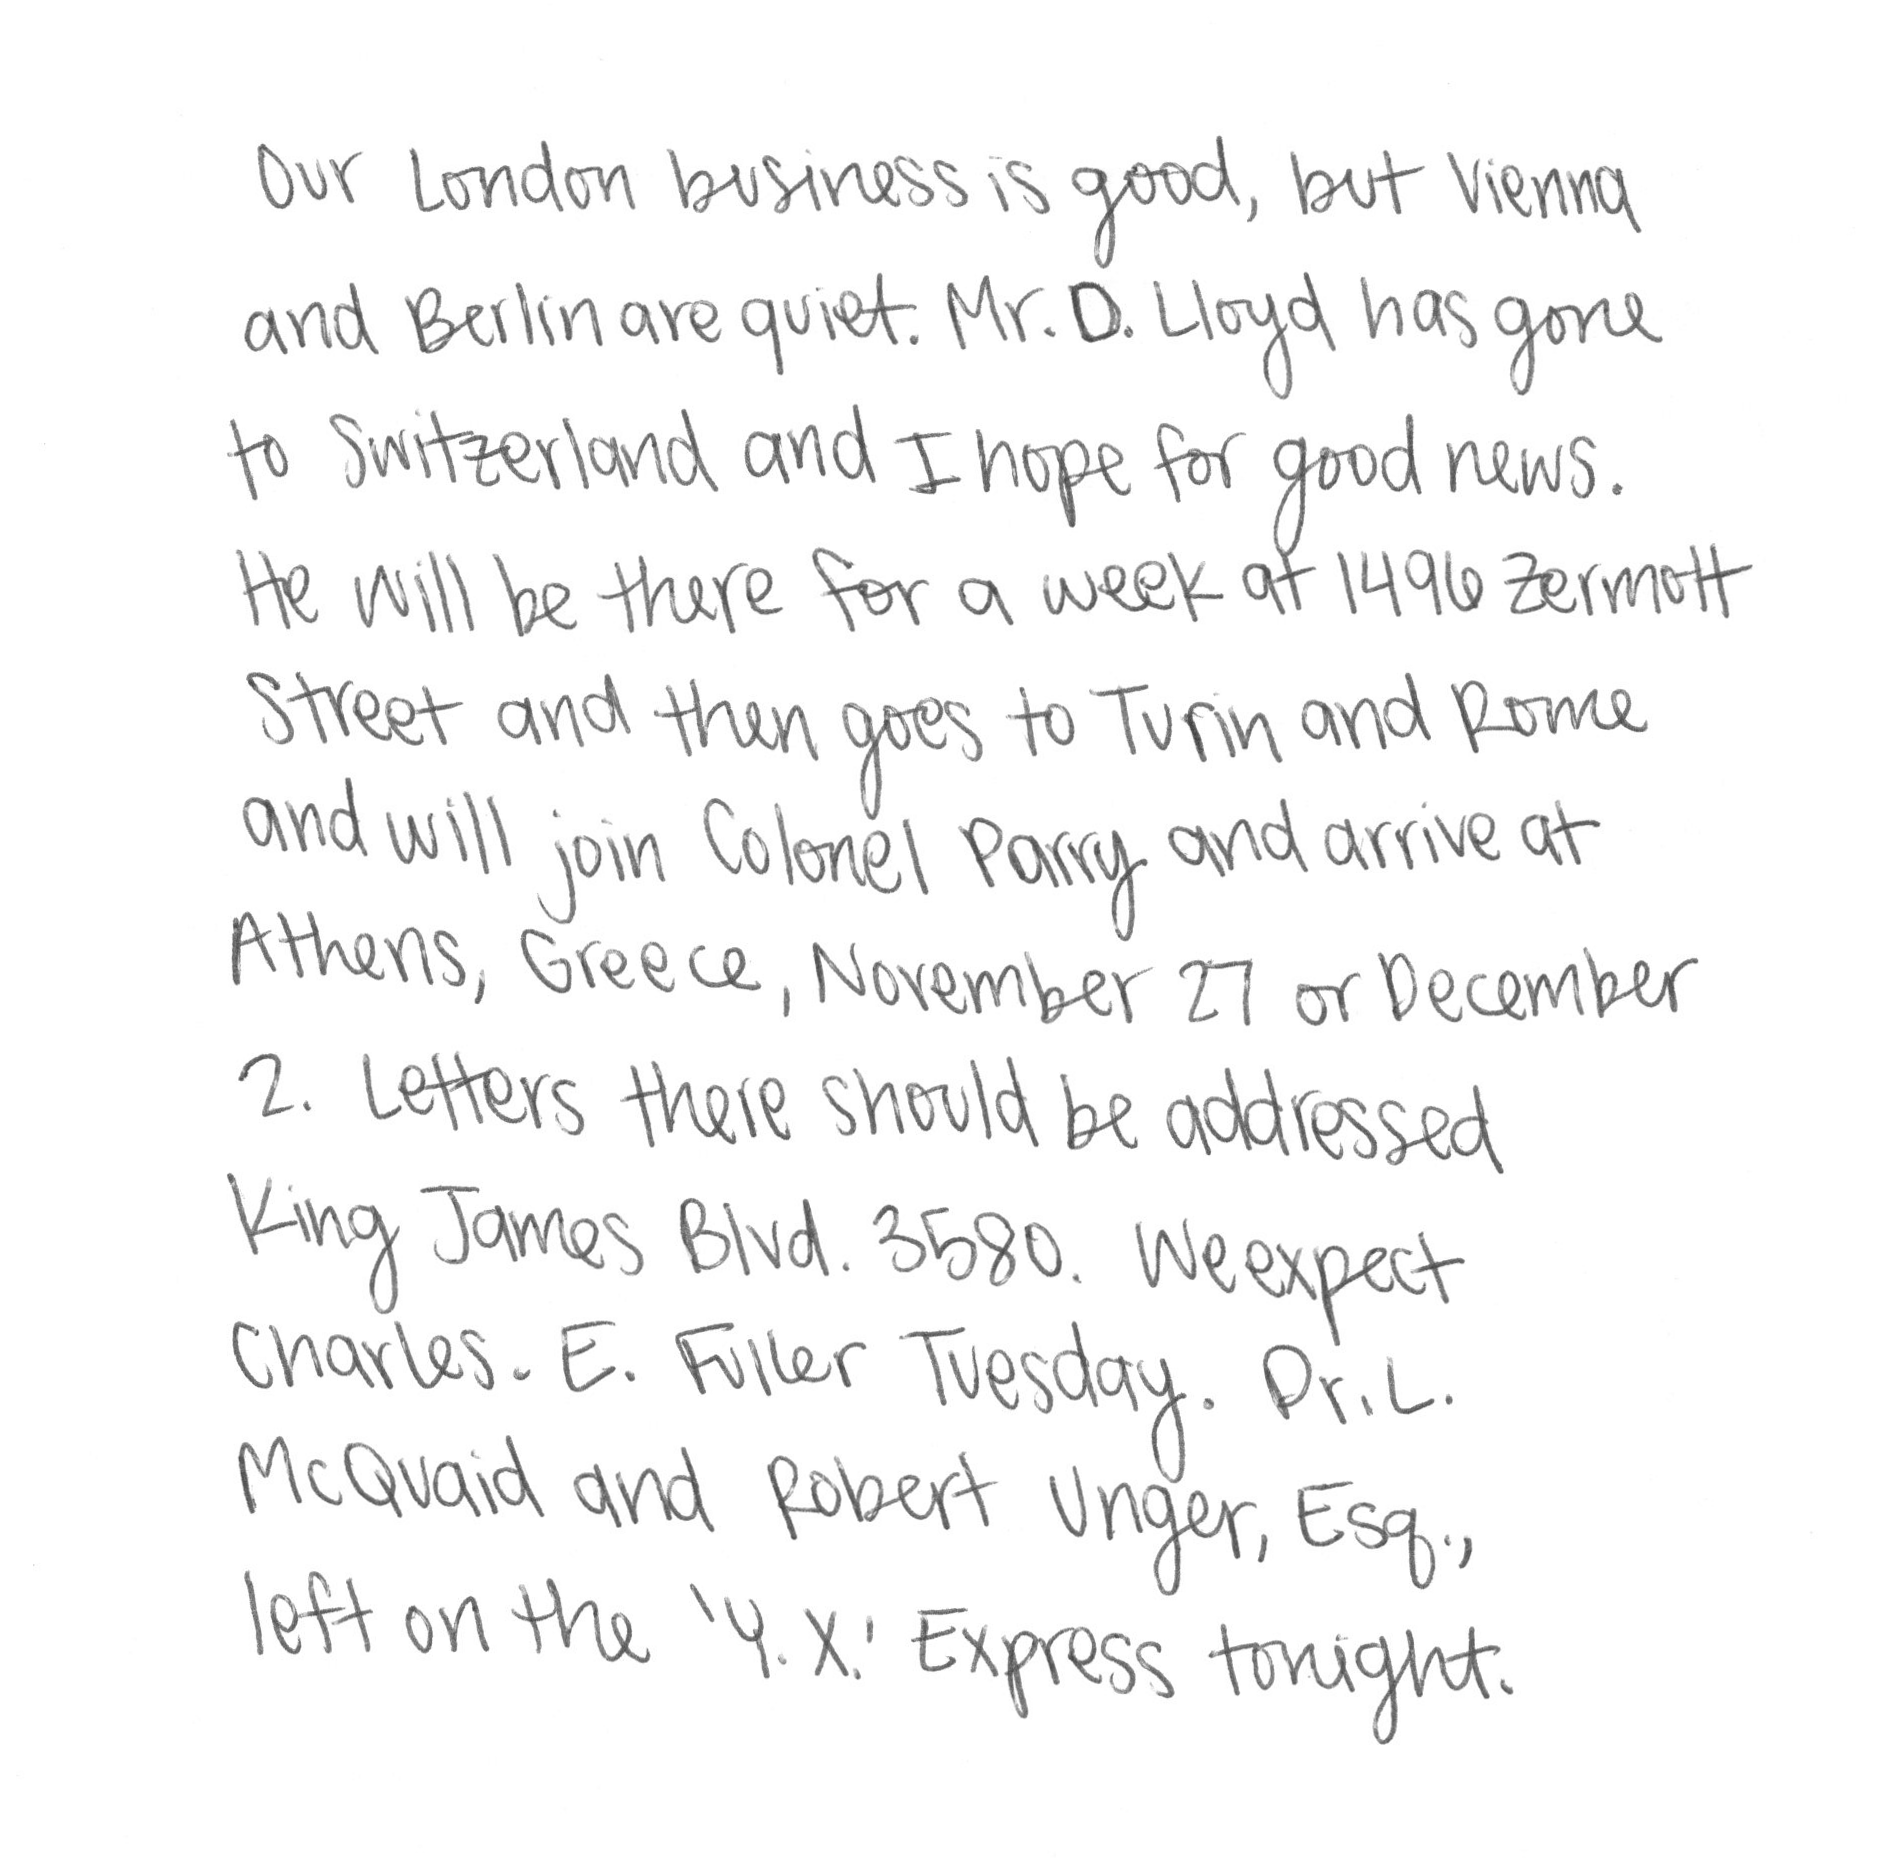 Our London business is good, but Vienna
and Berlin are quiet. Mr. D. Lloyd has gone
to Switzerland and I hope for good news.
He will be there for a week at 1496 Zermott
Street and then goes to Turin and Rome
and will join Colonel Parry and arrive at
Athens, Greece, November 27 or December
2. Letters there should be addressed
King James Blvd. 3580. We expect
Charles. E. Fuller Tuesday. Dr. L.
McQuaid and Robert Unger, Esq.,
left on the 'Y. X.' Express tonight.